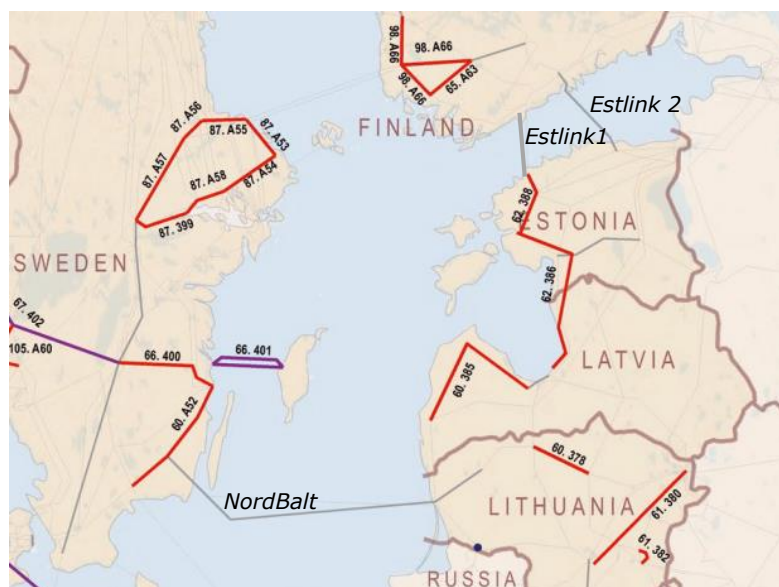 98. A66
98. A66
98. A66
65. A63
FINLAND
Estlink 2
Estlink1
87. A56
87. A55
87. A53
87. A57
87. A58
87. A54
87. 399
62. 388
ESTONIA
SWEDEN
62. 386
67. 402
105. A60
66. 400
66. 401
LATVIA
60. 385
60. A52
60. 378
NordBalt
LITHUANIA
61. 380
61. 382
RUSSIA